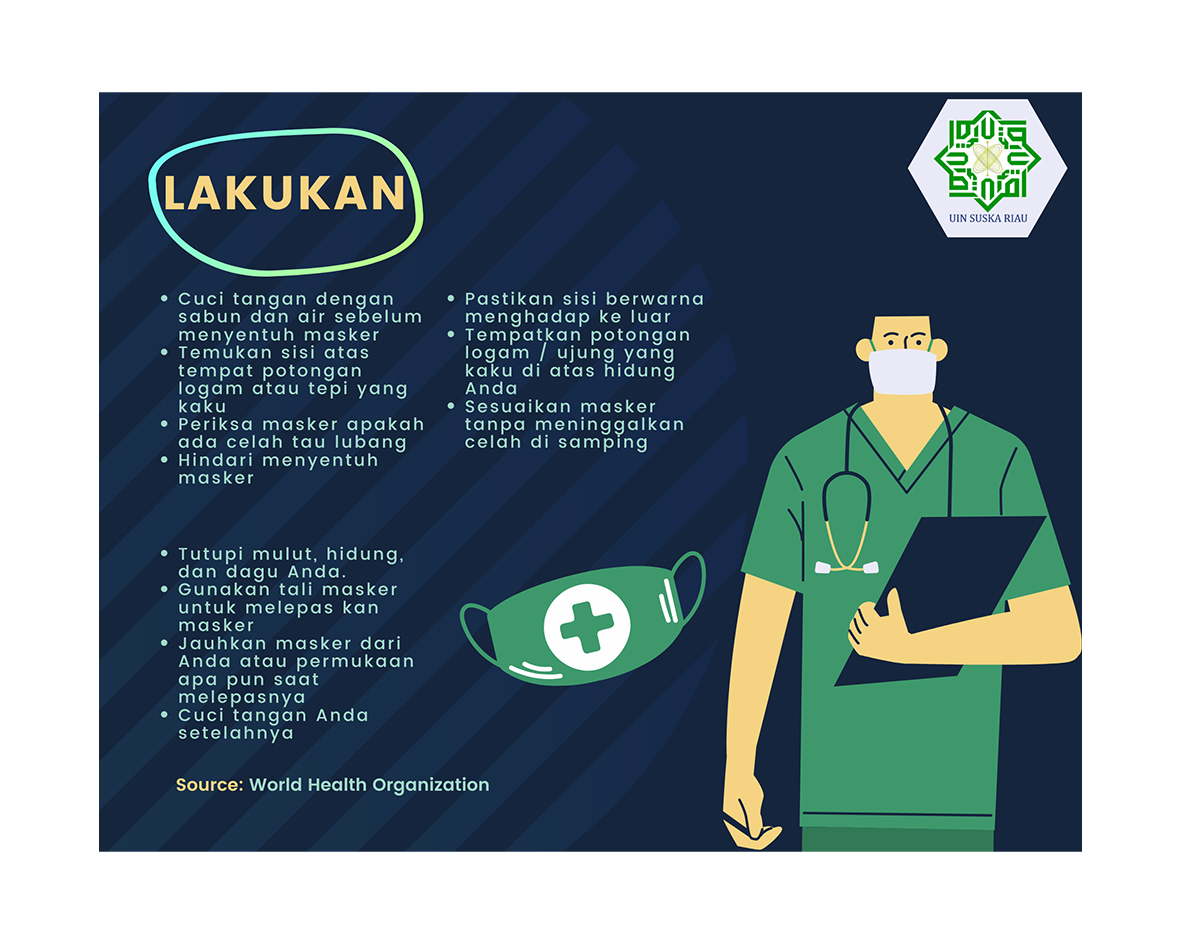 LAKUKAN
UIN SUSKA RIAU
• Cuci tangan dengan
sabun dan air sebelum
menyentuh masker
• Temukan sisi atas
tempat potongan
logam atau tepi yang
kaku
• Periksa masker apakah
ada celah tau lubang
• Hindari menyentuh
masker
• Pastikan sisi berwarna
menghadap ke luar
• Tempatkan potongan
logam / ujung yang
kaku di atas hidung
Anda
• Sesuaikan masker
tanpa meninggalkan
celah di samping
• Tutupi mulut, hidung,
dan dagu Anda.
• Gunakan tali masker
untuk melepas kan
masker
• Jauhkan masker dari
Anda atau permukaan
apa pun saat
melepasnya
• Cuci tangan Anda
setelahnya
Source: World Health Organization